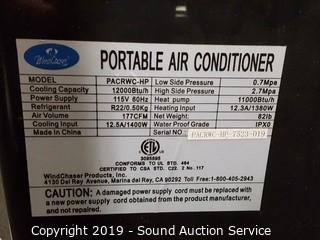 WindChaser
PORTABLE AIR CONDITIONER
MODEL PACRWC-HP Low Side Pressure 0.7Mpa
Cooling Capacity 12000Btu/h High Side Pressure 2.7Mpa
Power Supply 115V 60Hz Heat pump 11000Btu/h
Refrigerant R22/0.50Kg Heating Input 12.3A/1380W
Air Volume 177CFM Net Weight: 82lb
Cooling Input 12.5A/1400W Water Proof Grade IPX0
Made in China SERIAL NO. PACRWC-HP-7523-D19
ETL
3095895
CONFORMS TO UL STD. 484
CERTIFIED TO CSA STD. C22. 2 No. 117
WindChaser Products, Inc.
4130 Del Rey Avenue, Marina del Rey, CA 90292 Toll Free:1-800-405-2943
CAUTION: A damaged power supply cord must be replaced with
a new power supply cord obtained from the product manufacturer,
and not repaired.
Copyright 2019 - Sound Auction Service